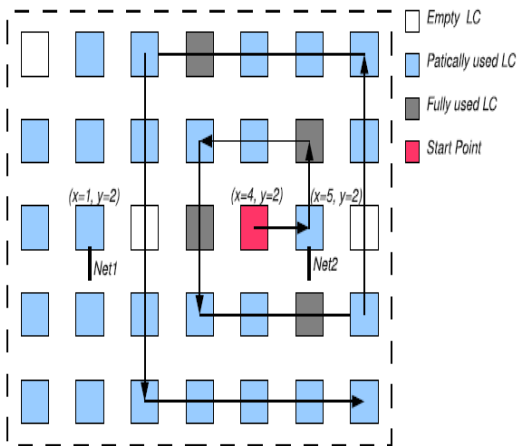 Empty LC
Patically used LC
Fully used LC
Start Point
(x=1, y=2)
(x=4, y=2)
(x=5, y=2)
Net1
Net2